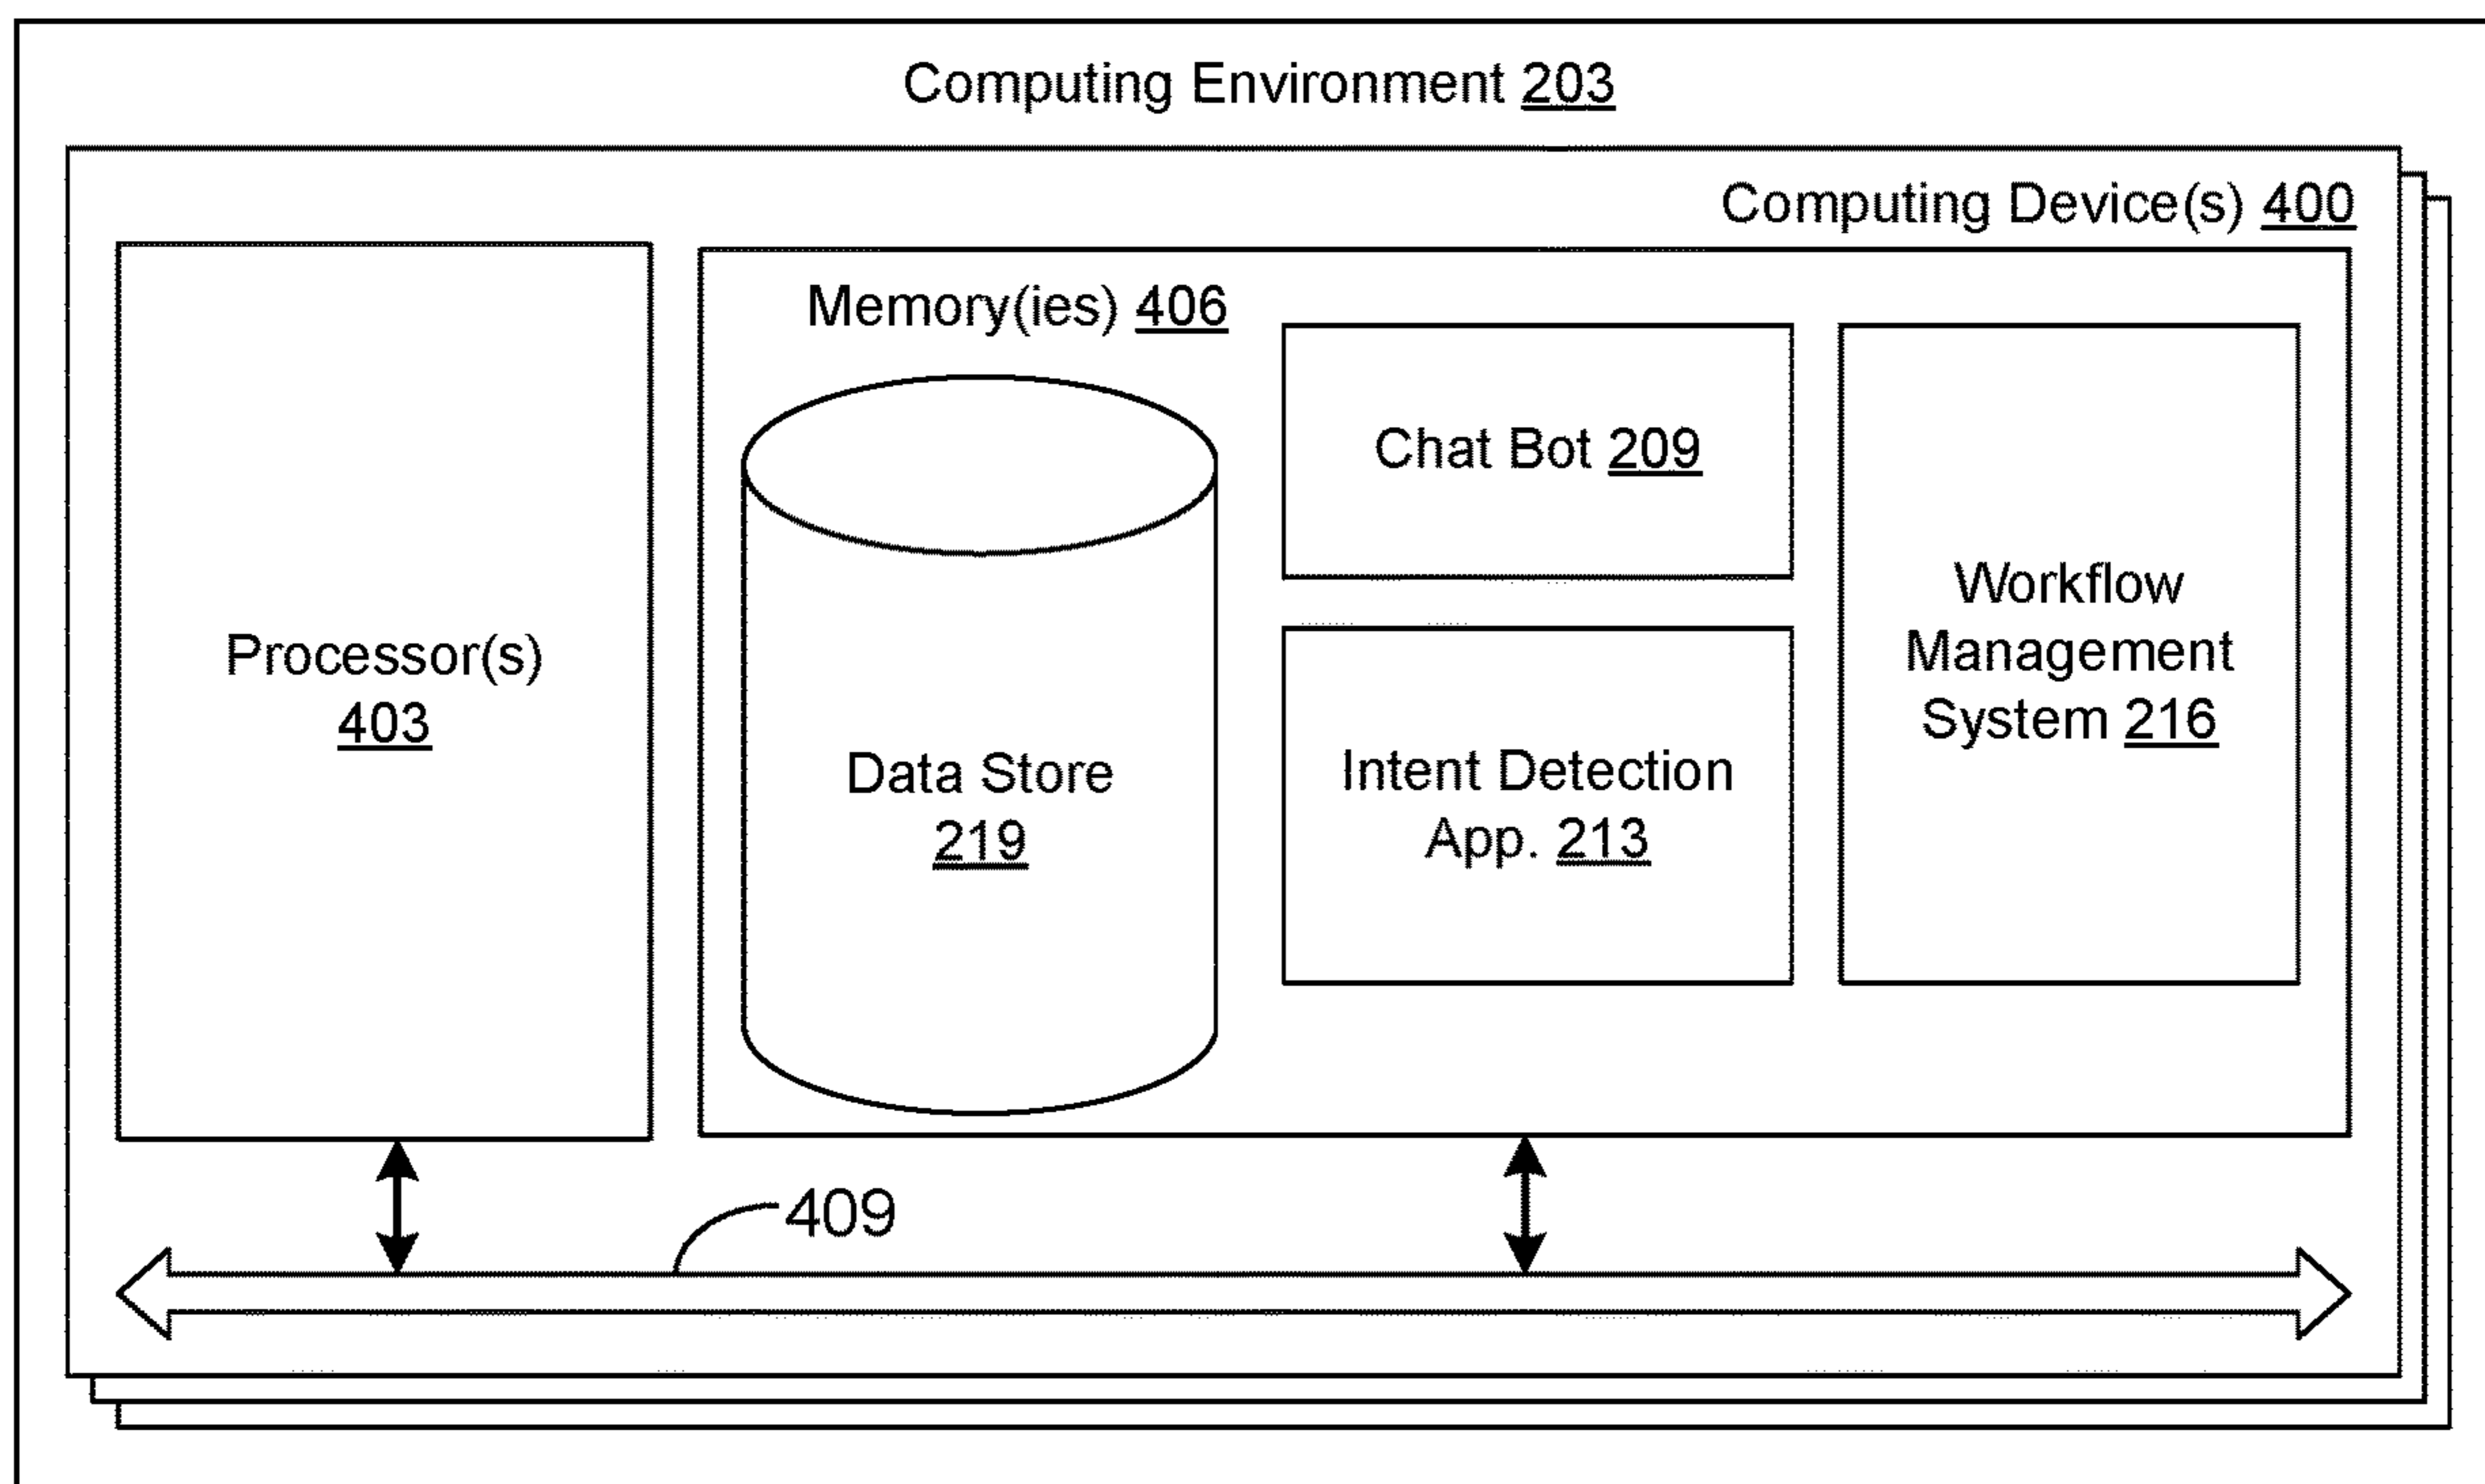 Computing Environment 203
Computing Device(s) 400
Processor(s)
403
Memory(ies) 406
Data Store
219
Chat Bot 209
Intent Detection
App. 213
Workflow
Management
System 216
409